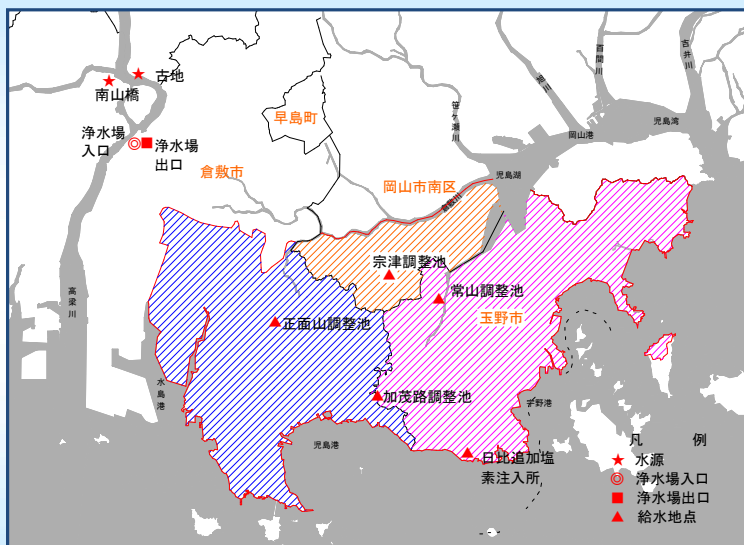 古地
南山橋
浄水場
入口
浄水場
出口
早島町
倉敷市
岡山市南区
倉敷川
笹ヶ瀬川
旭川
百間川
吉井川
岡山港
児島湾
児島湖
宗津調整池
常山調整池
正面山調整池
玉野市
加茂路調整池
高梁川
水島港
児島港
宇野港
日比追加塩
素注入所
凡 例
水源
浄水場入口
浄水場出口
給水地点